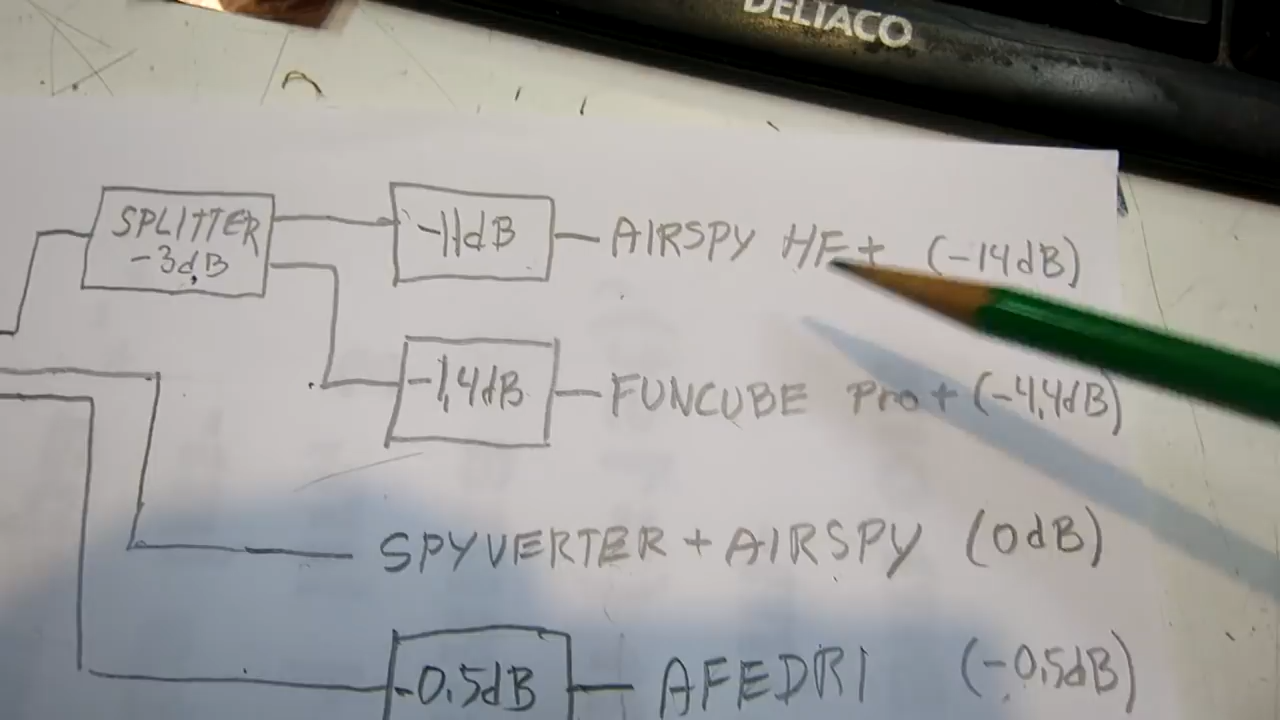 DELTACO
SPLITTER
-3dB
-11dB
AIRSPY HF+ (-14dB)
-1,4dB
FUNCUBE Pro+ (-4,4dB)
SPYVERTER + AIRSPY (0dB)
-0.5dB
AFEDRI (-0.5dB)